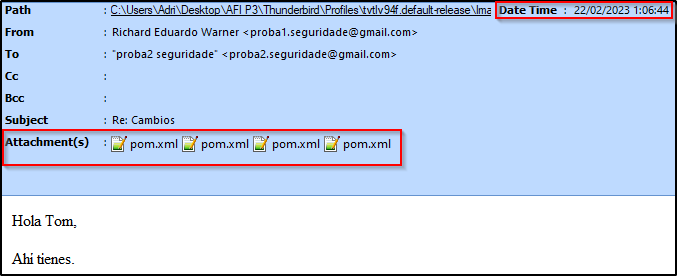 Path : C:\Users\Adri\Desktop\AFI P3\Thunderbird\Profiles\tvtlv94f.default-release\Ima Date Time : 22/02/2023 1:06:44
From : Richard Eduardo Warner <proba1.seguridade@gmail.com>
To : "proba2 seguridade" <proba2.seguridade@gmail.com>
Cc :
Bcc :
Subject : Re: Cambios
Attachment(s) : pom.xml pom.xml pom.xml pom.xml
Hola Tom,
Ahí tienes.